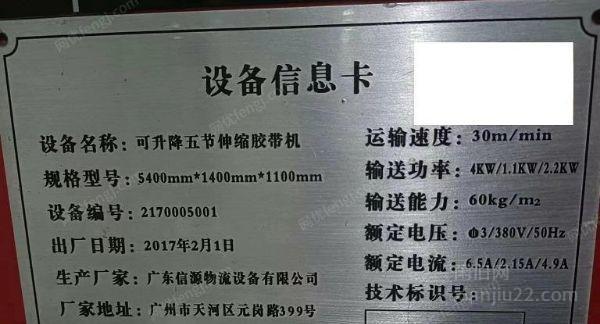 设备信息卡
设备名称: 可升降五节伸缩胶带机
规格型号: 5400mm*1400mm*1100mm
设备编号: 2170005001
出厂日期: 2017年2月1日
生产厂家: 广东信源物流设备有限公司
厂家地址: 广州市天河区元岗路399号
运输速度: 30m/min
输送功率: 4KW/1.1KW/2.2KW
输送能力: 60kg/m2
额定电压: Φ3/380V/50Hz
额定电流: 6.5A/2.15A/4.9A
技术标识号: